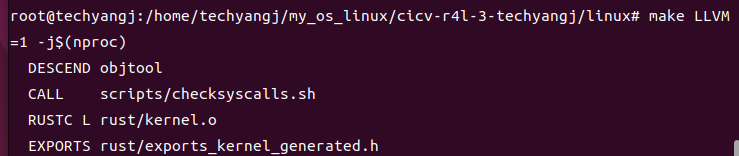 root@techyangj:/home/techyangj/my_os_linux/cicv-r4l-3-techyangj/linux# make LLVM
=1 -j$(nproc)
  DESCEND objtool
  CALL    scripts/checksyscalls.sh
  RUSTC L rust/kernel.o
  EXPORTS rust/exports_kernel_generated.h